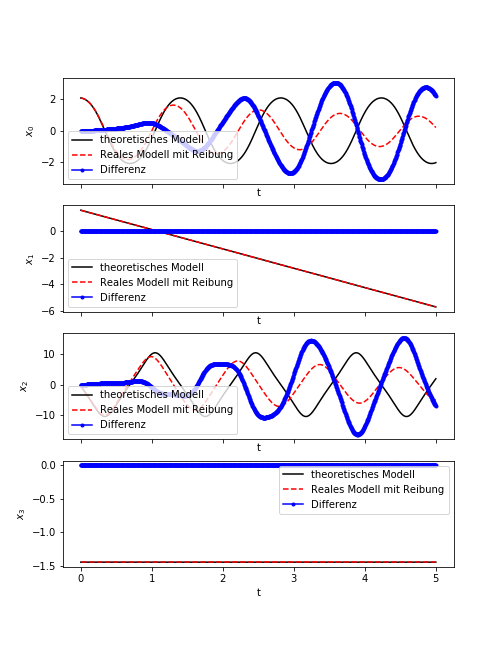 2
0
−2
x0
theoretisches Modell
Reales Modell mit Reibung
Differenz
t
0
−2
−4
−6
x1
theoretisches Modell
Reales Modell mit Reibung
Differenz
t
10
0
−10
x2
theoretisches Modell
Reales Modell mit Reibung
Differenz
t
0.0
−0.5
−1.0
−1.5
x3
theoretisches Modell
Reales Modell mit Reibung
Differenz
0 1 2 3 4 5
t